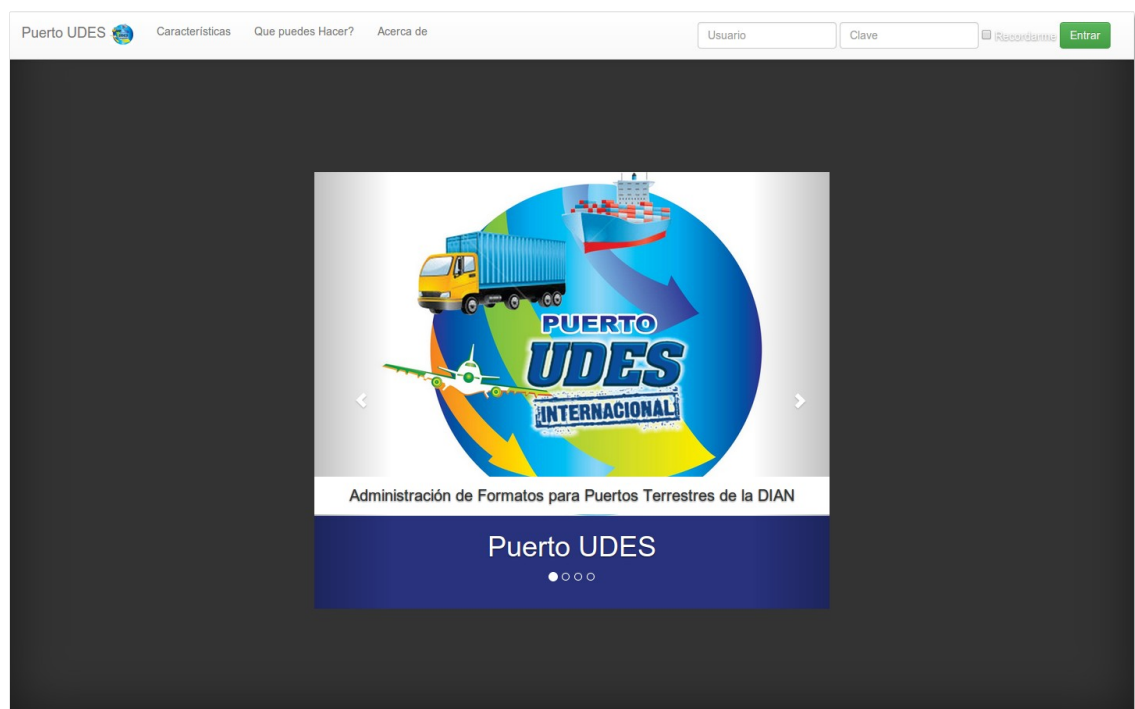 Puerto UDES Características Que puedes Hacer? Acerca de Usuario Clave Recordarme Entrar
PUERTO
UDES
INTERNACIONAL
Administración de Formatos para Puertos Terrestres de la DIAN
Puerto UDES